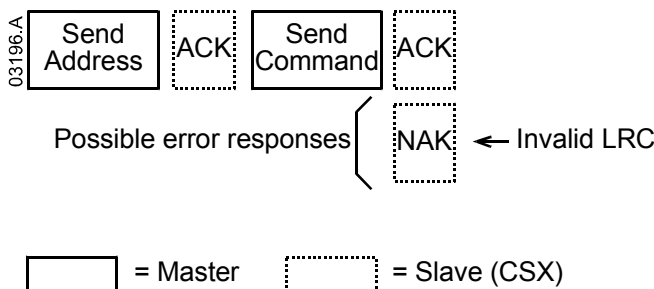 03196.A
Send
Address
ACK
Send
Command
ACK
Possible error responses
NAK
Invalid LRC
= Master
= Slave (CSX)